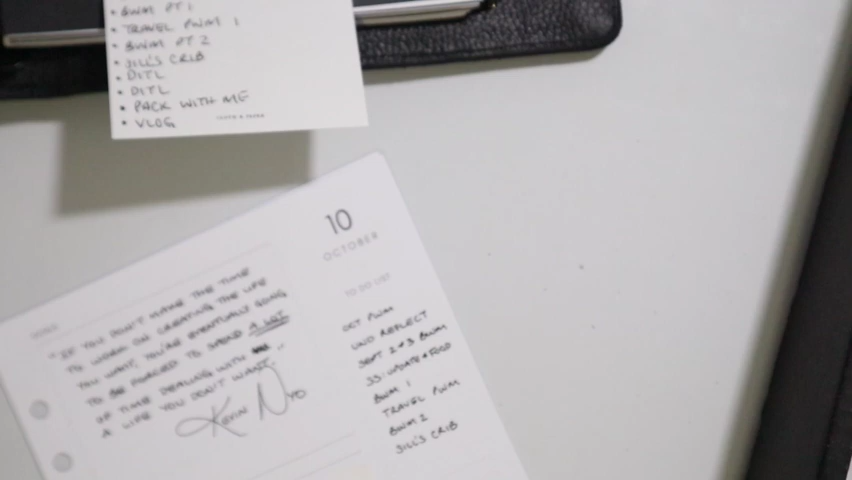 • BWM PT 1
• TRAVEL PWM 1
• BWM PT 2
• JILL'S CRIB
• DITL
• DITL
• PACK WITH ME
• VLOG
10
OCTOBER
TO DO LIST
"IF YOU DON'T MAKE THE TIME
TO WORK ON CREATING THE LIFE
YOU WANT, YOU'RE EVENTUALLY GOING
TO BE FORCED TO SPEND A LOT
OF TIME DEALING WITH "
A LIFE YOU DON'T WANT.
KEVIN NYO
OCT PWM
UND REFLECT
SEPT 2+3 BWM
SS: UPDATE + FOOD
BWM 1
TRAVEL PWM
BWM 2
JILL'S CRIB